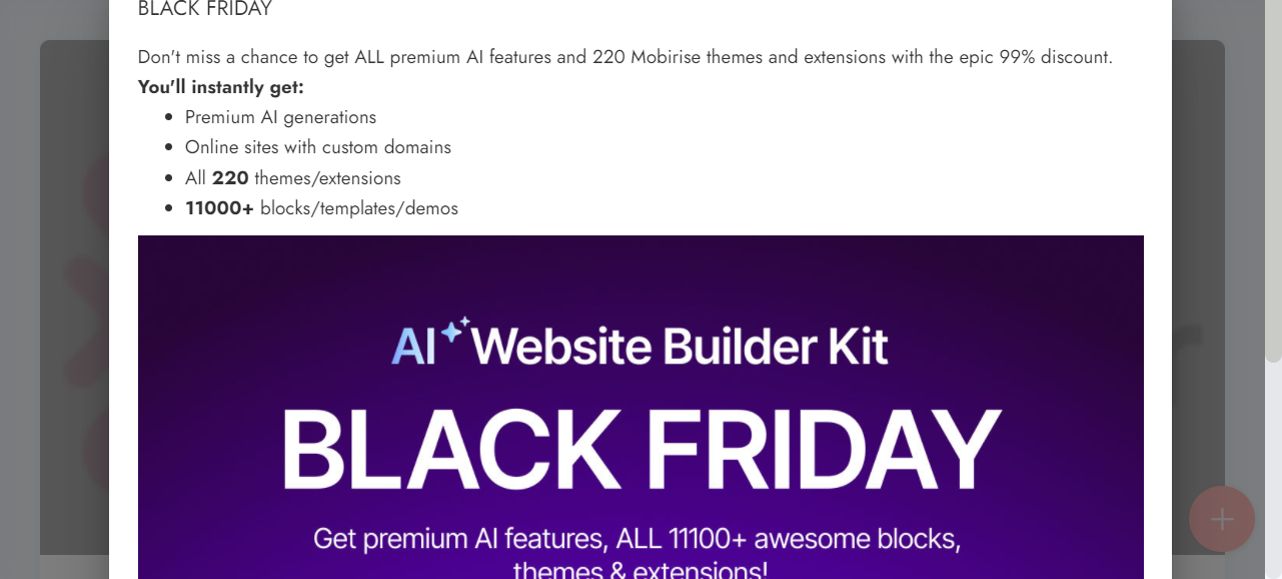 BLACK FRIDAY
Don't miss a chance to get ALL premium AI features and 220 Mobirise themes and extensions with the epic 99% discount.
You'll instantly get:
Premium AI generations
Online sites with custom domains
All 220 themes/extensions
11000+ blocks/templates/demos
AI Website Builder Kit
BLACK FRIDAY
Get premium AI features, ALL 11100+ awesome blocks,
themes & extensions!